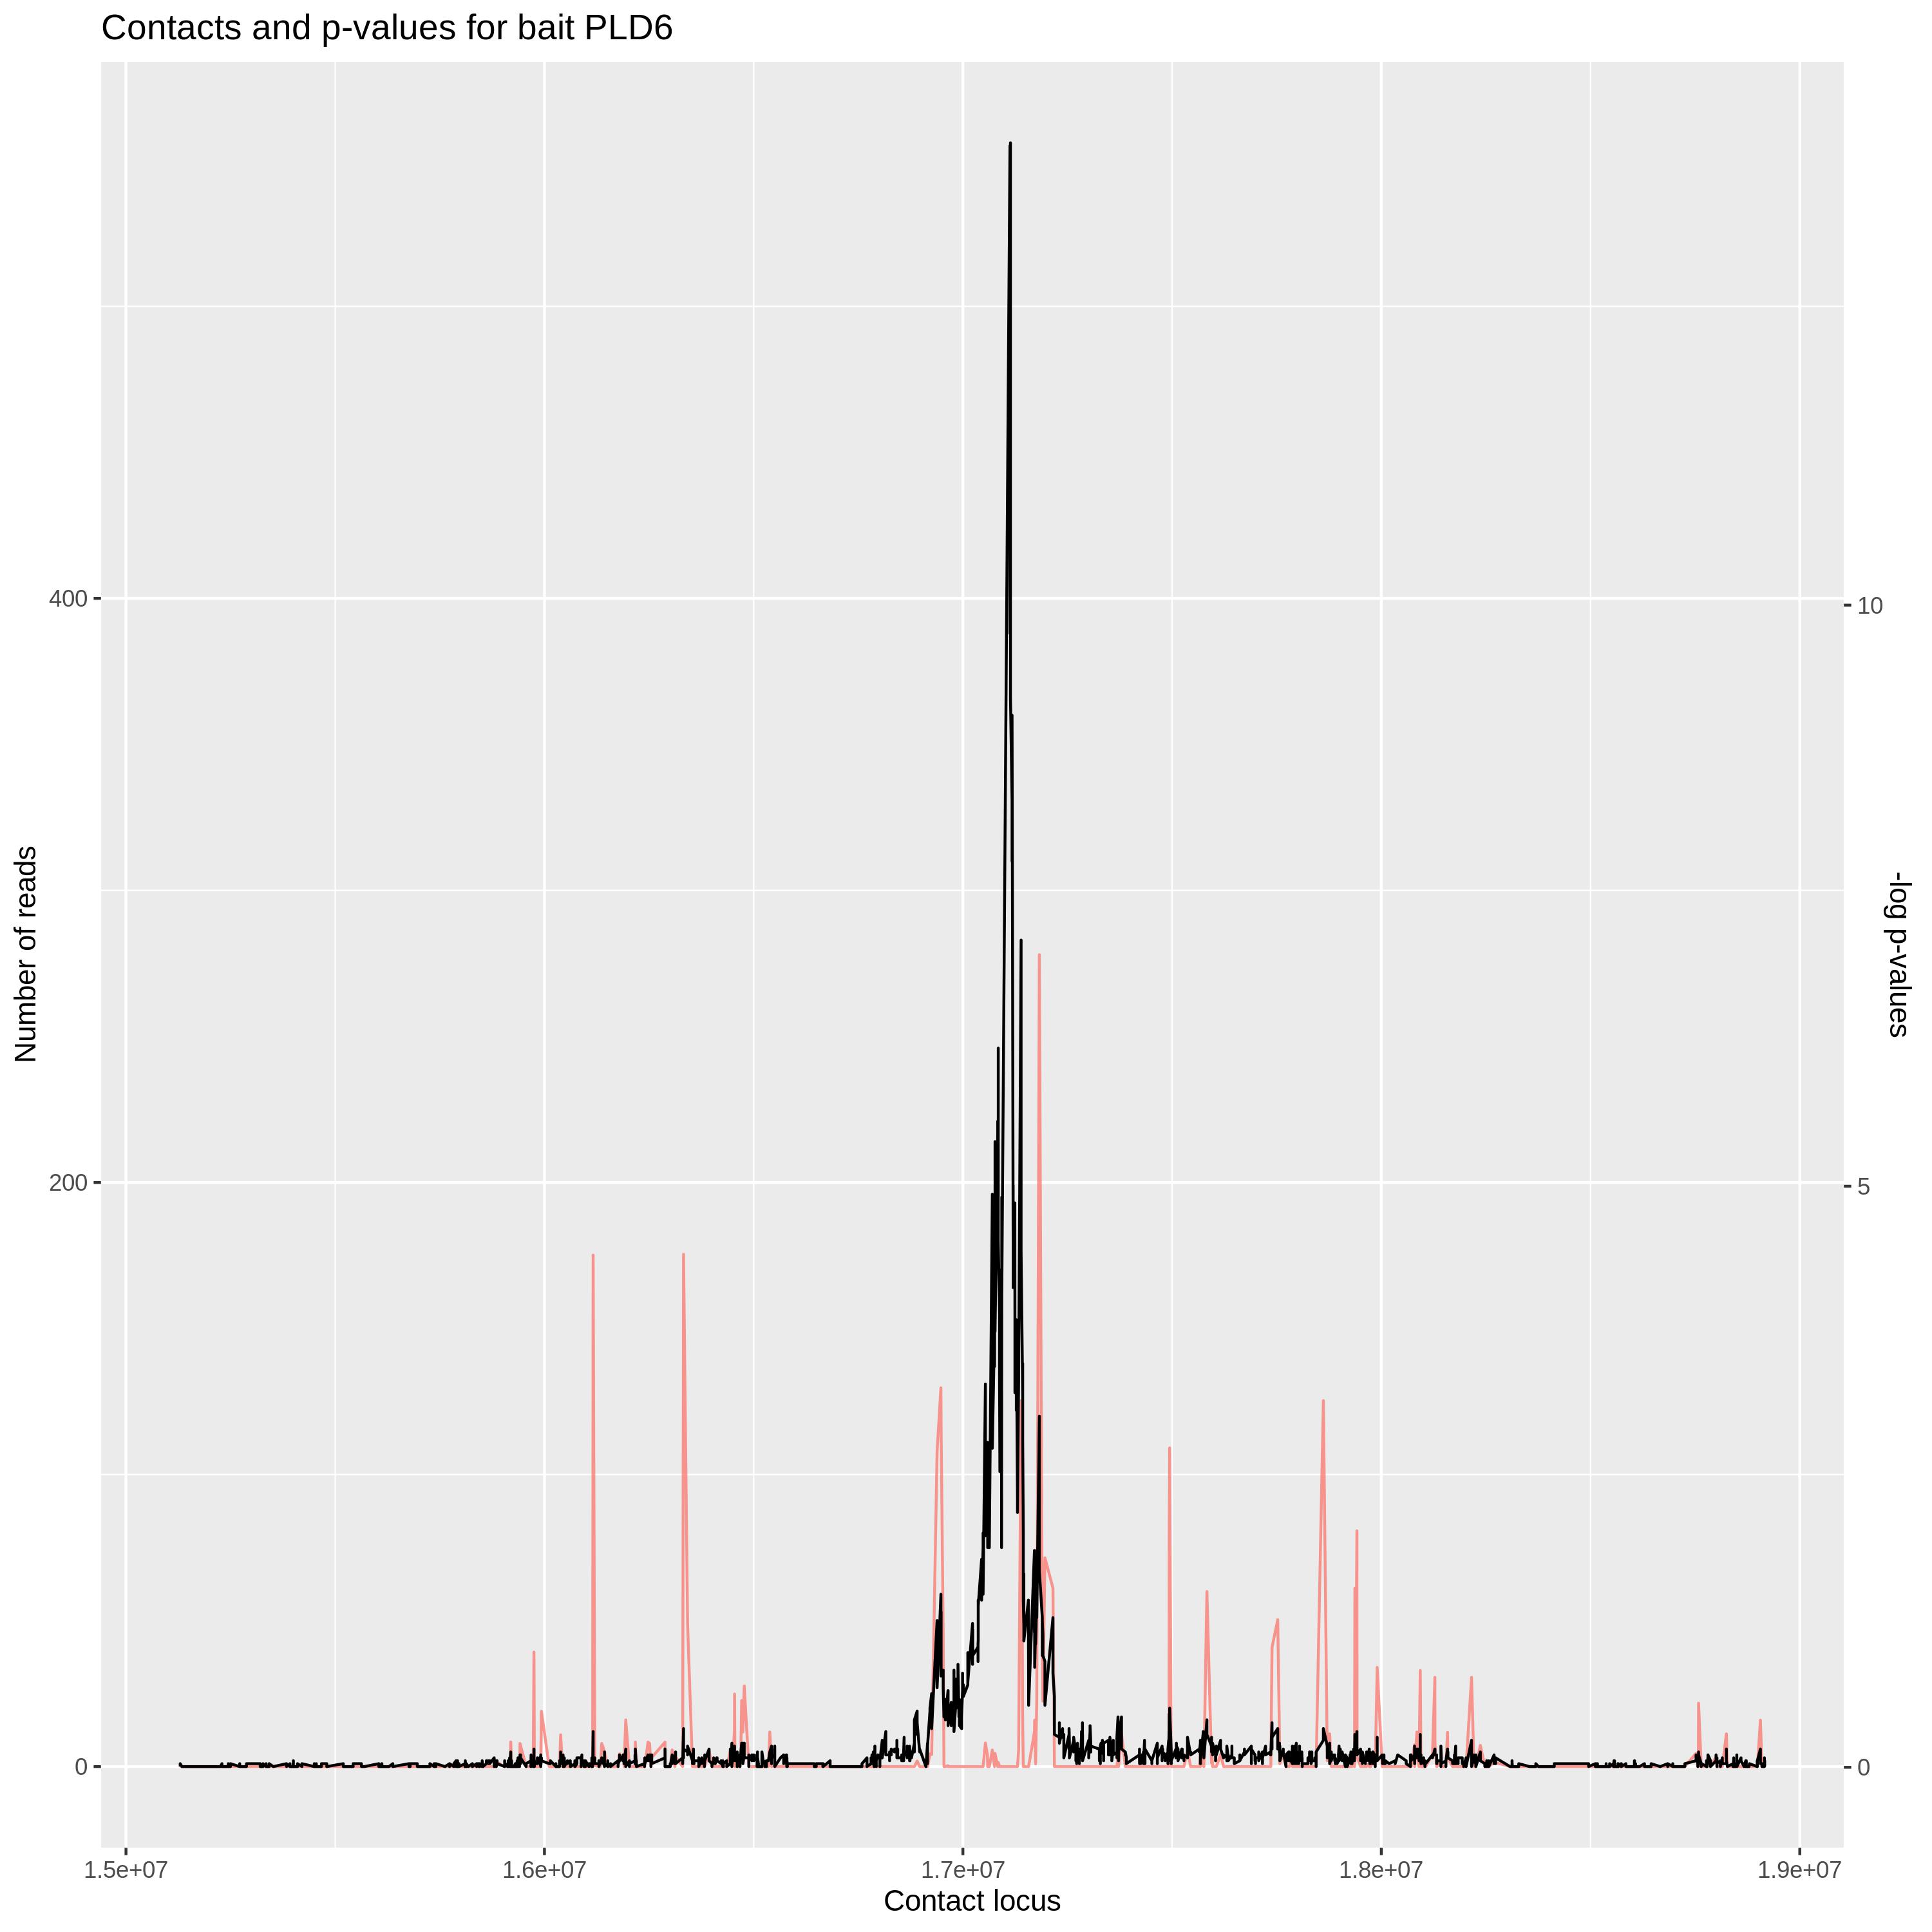 Contacts and p-values for bait PLD6
Number of reads
400
200
0
10
5
0
-log p-values
1.5e+07
1.6e+07
1.7e+07
1.8e+07
1.9e+07
Contact locus